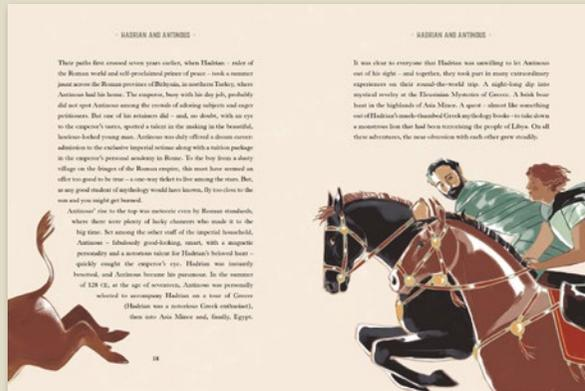 · HADRIAN AND ANTINOUS ·
Their paths first crossed seven years earlier, when Hadrian – ruler of
the Roman world and self-proclaimed prince of peace – took a summer
jaunt across the Roman province of Bithynia, in northern Turkey, where
Antinous had his home. The emperor, busy with his day job, probably
did not spot Antinous among the crowds of adoring subjects and eager
petitioners. But one of his retainers did – and, no doubt, with an eye
to the emperor's tastes, spotted a talent in the making in the beautiful,
luscious-locked young man. Antinous was duly offered a dream career:
admission to the exclusive imperial retinue along with a tuition package
in the emperor's personal academy in Rome. To the boy from a dusty
village on the fringes of the Roman empire, this must have seemed an
offer too good to be true – a one-way ticket to live among the stars. But,
as any good student of mythology would have known, fly too close to the
sun and you might get burned.
Antinous' rise to the top was meteoric even by Roman standards,
where there were plenty of lucky chancers who made it to the
big time. Set among the other staff of the imperial household,
Antinous – fabulously good-looking, smart, with a magnetic
personality and a notorious talent for Hadrian's beloved hunt –
quickly caught the emperor's eye. Hadrian was instantly
besotted, and Antinous became his paramour. In the summer
of 128 CE, at the age of seventeen, Antinous was personally
selected to accompany Hadrian on a tour of Greece
(Hadrian was a notorious Greek enthusiast),
then into Asia Minor and, finally, Egypt.
18
· HADRIAN AND ANTINOUS ·
It was clear to everyone that Hadrian was unwilling to let Antinous
out of his sight – and together, they took part in many extraordinary
experiences on their round-the-world trip. A night-long dip into
mystical revelry at the Eleusinian Mysteries of Greece. A bear
hunt in the highlands of Asia Minor. A quest – almost like something
out of Hadrian's much-thumbed Greek mythology books – to take down
a monstrous lion that had been terrorising the people of Libya. On all
these adventures, the near-obsession with each other grew steadily.